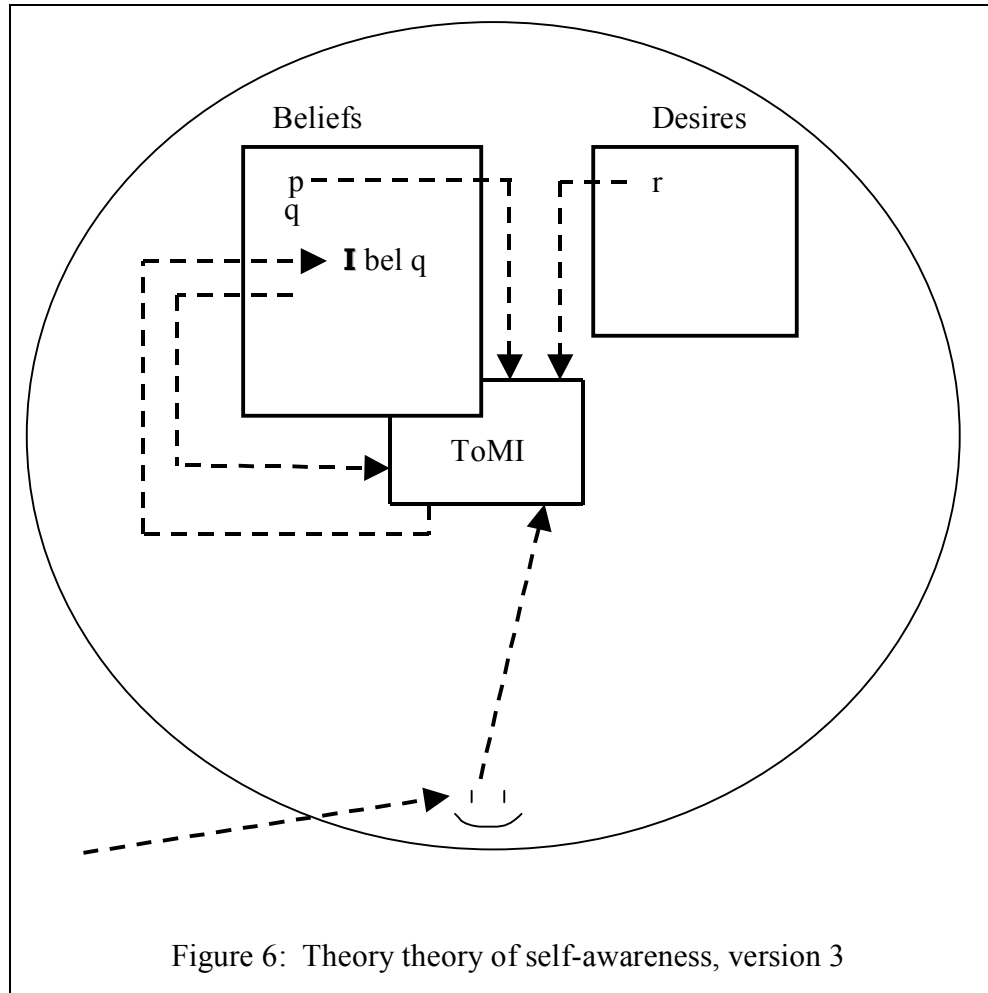 Beliefs
Desires
p
r
q
I bel q
ToMI
Figure 6: Theory theory of self-awareness, version 3